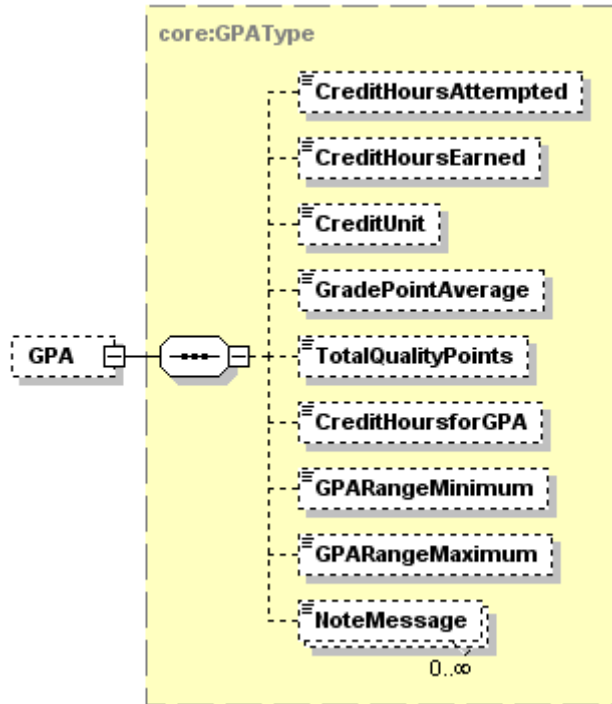 core:GPAType
CreditHoursAttempted
CreditHoursEarned
CreditUnit
GradePointAverage
GPA
TotalQualityPoints
CreditHoursforGPA
GPARangeMinimum
GPARangeMaximum
NoteMessage
0..∞